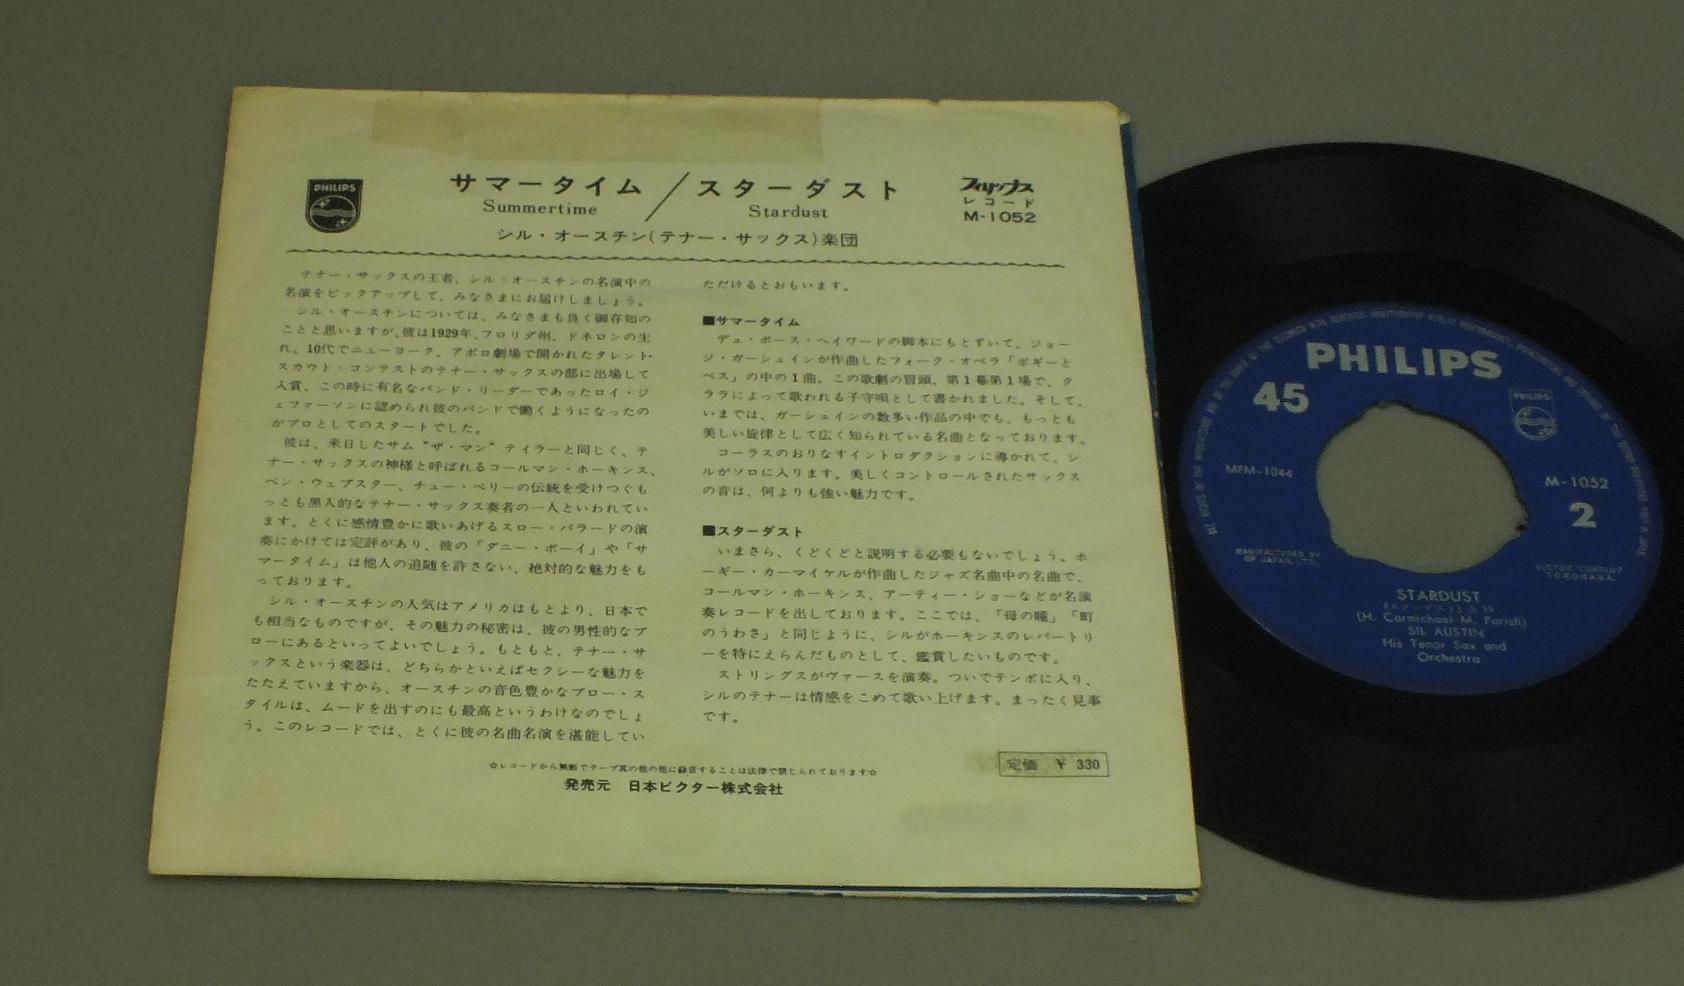 PHILIPS
サマータイム／スターダスト
Summertime
Stardust
フィリップス
レコード
M-1052
シル・オースチン(テナー・サックス)楽団
テナー・サックスの王者、シル・オースチンの名演中の
名演をピックアップして、みなさまにお届けしましょう。
シル・オースチンについては、みなさまも良く御存知の
ことと思いますが、彼は1929年、フロリダ州、ドネロンの生
れ。10代でニューヨーク、アポロ劇場で開かれたタレント・
スカウト・コンテストのテナー・サックスの部に出場して
入賞、この時に有名なバンド・リーダーであったロイ・ジ
ェファーソンに認められ彼のバンドで働くようになったの
がプロとしてのスタートでした。
彼は、来日したサム“ザ・マン”テイラーと同じく、テ
ナー・サックスの神様と呼ばれるコールマン・ホーキンス、
ベン・ウェブスター、チュー・ベリーの伝統を受けつぐも
っとも黒人的なテナー・サックス奏者の一人といわれてい
ます。とくに感情豊かに歌いあげるスロー・バラードの演
奏にかけては定評があり、彼の「ダニー・ボーイ」や「サ
マータイム」は他人の追随を許さない、絶対的な魅力をも
っております。
シル・オースチンの人気はアメリカはもとより、日本で
も相当なものですが、その魅力の秘密は、彼の男性的なブ
ローにあるといってよいでしょう。もともと、テナー・サ
ックスという楽器は、どちらかといえばセクシーな魅力を
たたえていますから、オースチンの音色豊かなブロー・ス
タイルは、ムードを出すのにも最高というわけなのでしょ
う。このレコードでは、とくに彼の名曲名演を堪能してい
ただけるとおもいます。
■サマータイム
デュ・ボース・ヘイワードの脚本にもとずいて、ジョー
ジ・ガーシュインが作曲したフォーク・オペラ「ポギーと
ベス」の中の1曲。この歌劇の冒頭、第1幕第1場で、ク
ララによって歌われる子守唄として書かれました。そして、
いまでは、ガーシュインの数多い作品の中でも、もっとも
美しい旋律として広く知られている名曲となっております。
コーラスのおりなすイントロダクションに導かれて、シ
ルがソロに入ります。美しくコントロールされたサックス
の音は、何よりも強い魅力です。
■スターダスト
いまさら、くどくどと説明する必要もないでしょう。ホ
ーギー・カーマイケルが作曲したジャズ名曲中の名曲で、
コールマン・ホーキンス、アーティー・ショーなどが名演
奏レコードを出しております。ここでは、「母の瞳」「町
のうわさ」と同じように、シルがホーキンスのレパートリ
ーを特にえらんだものとして、鑑賞したいものです。
ストリングスがヴァースを演奏。ついでテンポに入り、
シルのテナーは情感をこめて歌い上げます。まったく見事
です。
☆レコードから無断でテープ其の他の他に録音することは法律で禁じられております☆
定価 ￥ 330
発売元 日本ビクター株式会社
PHILIPS
45
PHILIPS
MFM-1044
M-1052
2
MANUFACTURED BY VICTOR COMPANY
OF JAPAN, LTD. YOKOHAMA.
STARDUST
(スターダスト)
(H. Carmichael-M. Parish)
SIL AUSTIN
His Tenor Sax and
Orchestra